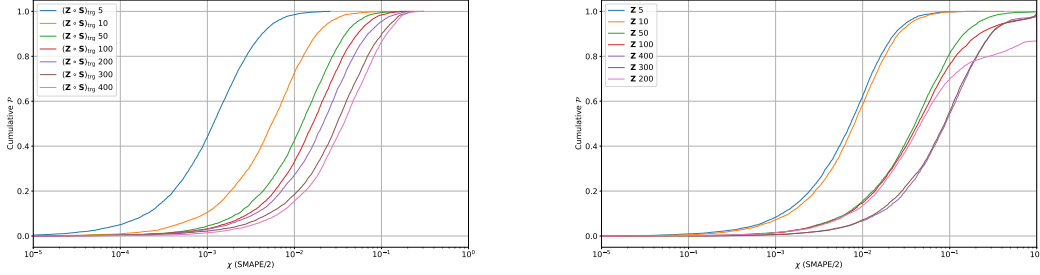 1.0
0.8
0.6
0.4
0.2
0.0
Cumulative 𝒫
(Z ∘ S)trg 5
(Z ∘ S)trg 10
(Z ∘ S)trg 50
(Z ∘ S)trg 100
(Z ∘ S)trg 200
(Z ∘ S)trg 300
(Z ∘ S)trg 400
10⁻⁵ 10⁻⁴ 10⁻³ 10⁻² 10⁻¹ 10⁰
χ (SMAPE/2)
1.0
0.8
0.6
0.4
0.2
0.0
Cumulative 𝒫
Z 5
Z 10
Z 50
Z 100
Z 400
Z 300
Z 200
10⁻⁵ 10⁻⁴ 10⁻³ 10⁻² 10⁻¹
χ (SMAPE/2)